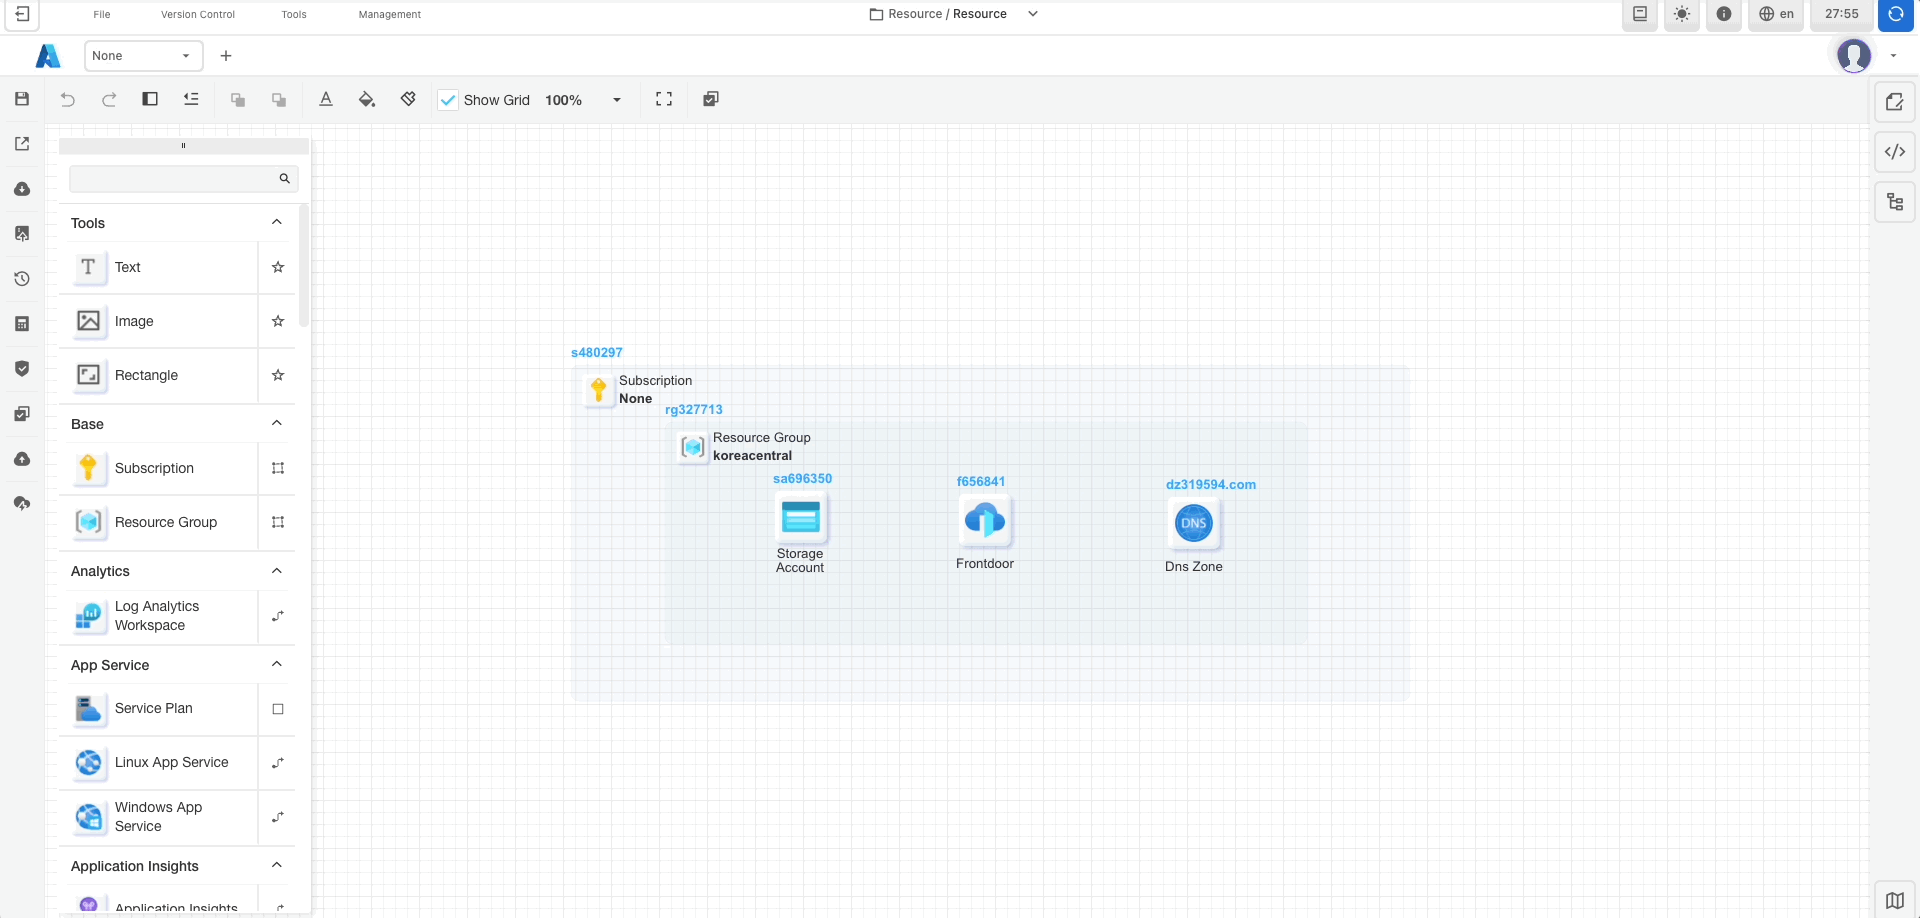 File
Version Control
Tools
Management
Resource / Resource
en
27:55
None
Show Grid
100%
Tools
Text
Image
Rectangle
Base
Subscription
Resource Group
Analytics
Log Analytics
Workspace
App Service
Service Plan
Linux App Service
Windows App
Service
Application Insights
Application Insights
s480297
Subscription
None
rg327713
Resource Group
koreacentral
sa696350
Storage
Account
f656841
Frontdoor
dz319594.com
DNS
Dns Zone